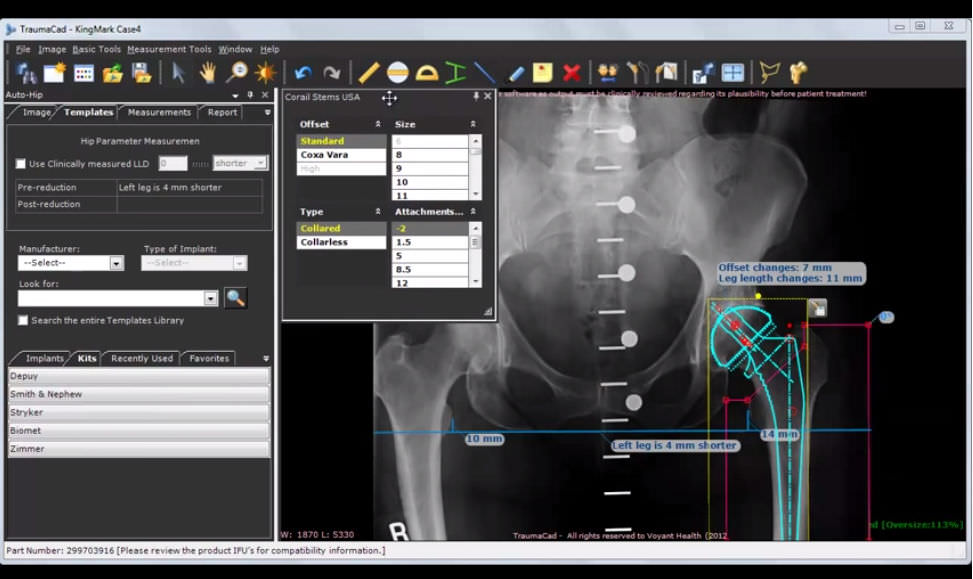 TraumaCad - KingMark Case4
File Image Basic Tools Measurement Tools Window Help
Auto-Hip
Image Templates Measurements Report
Hip Parameter Measuremen
Use Clinically measured LLD 0 mm shorter
Pre-reduction Left leg is 4 mm shorter
Post-reduction
Manufacturer: Type of Implant:
--Select-- --Select--
Look for:
Search the entire Templates Library
Implants Kits Recently Used Favorites
Depuy
Smith & Nephew
Stryker
Biomet
Zimmer
Corail Stems USA
Offset Size
Standard 6
Coxa Vara 8
High 9
10
11
Type Attachments...
Collared -2
Collarless 1.5
5
8.5
12
software as output must be clinically reviewed regarding its plausibility before patient treatment!
Offset changes: 7 mm
Leg length changes: 11 mm
0°
10 mm
Left leg is 4 mm shorter
14 mm
R
ed [Oversize:113%]
W: 1870 L: 5330
TraumaCad - All rights reserved to Voyant Health (2012
Part Number: 299703916 [Please review the product IFU's for compatibility information.]